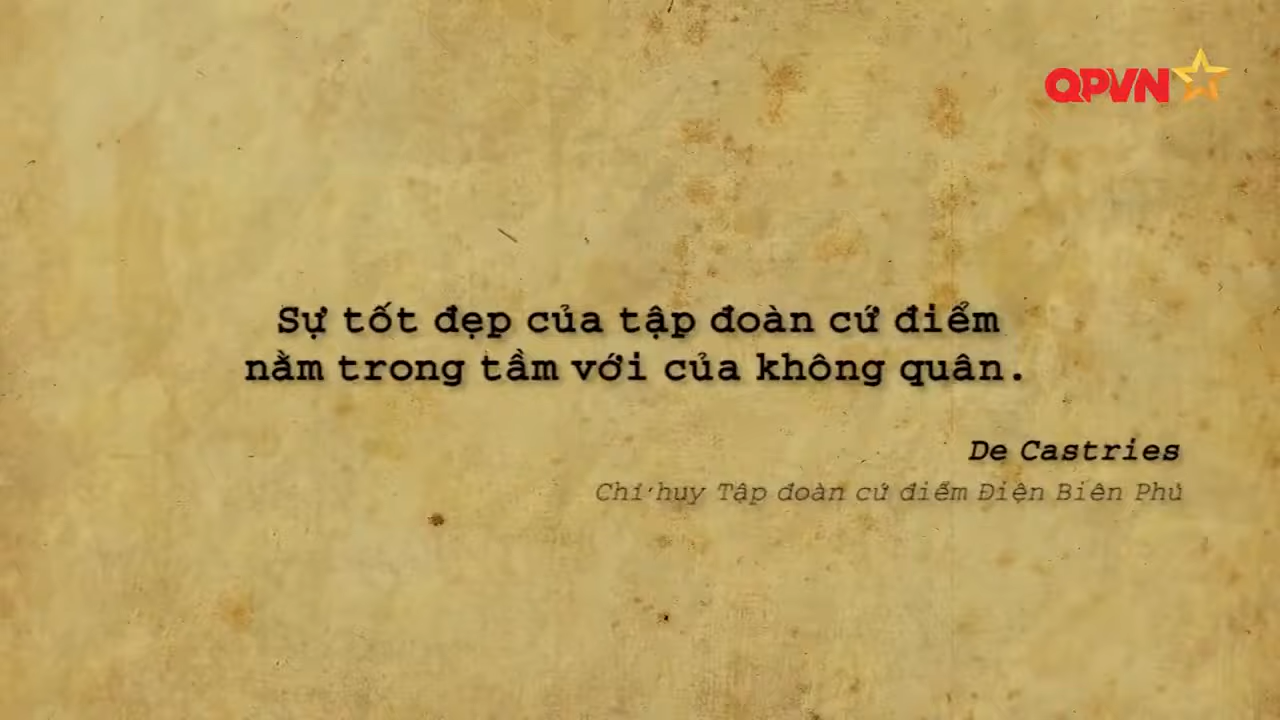 QPVN
Sự tốt đẹp của tập đoàn cứ điểm
nằm trong tầm với của không quân.
De Castries
Chỉ huy Tập đoàn cứ điểm Điện Biên Phủ